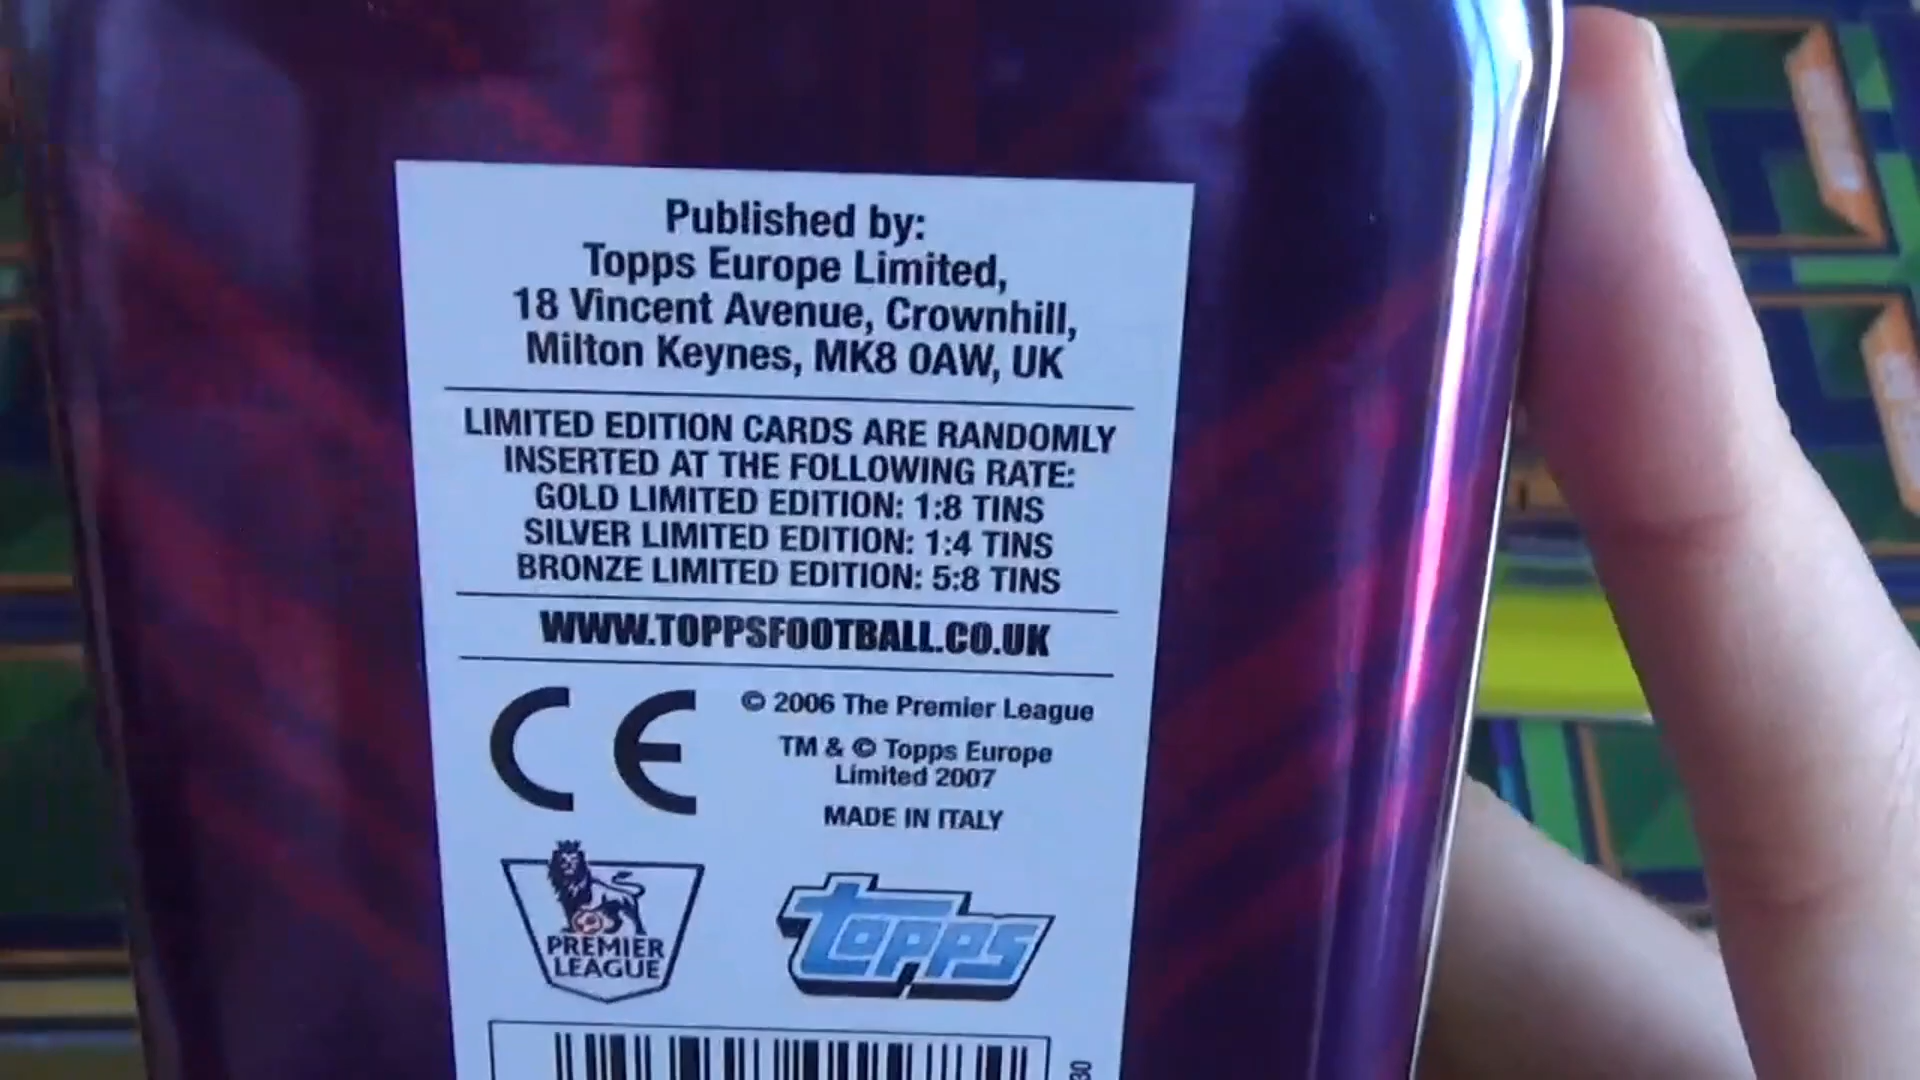 Published by:
Topps Europe Limited,
18 Vincent Avenue, Crownhill,
Milton Keynes, MK8 0AW, UK
LIMITED EDITION CARDS ARE RANDOMLY
INSERTED AT THE FOLLOWING RATE:
GOLD LIMITED EDITION: 1:8 TINS
SILVER LIMITED EDITION: 1:4 TINS
BRONZE LIMITED EDITION: 5:8 TINS
WWW.TOPPSFOOTBALL.CO.UK
CE
© 2006 The Premier League
TM & © Topps Europe
Limited 2007
MADE IN ITALY
PREMIER
LEAGUE
topps